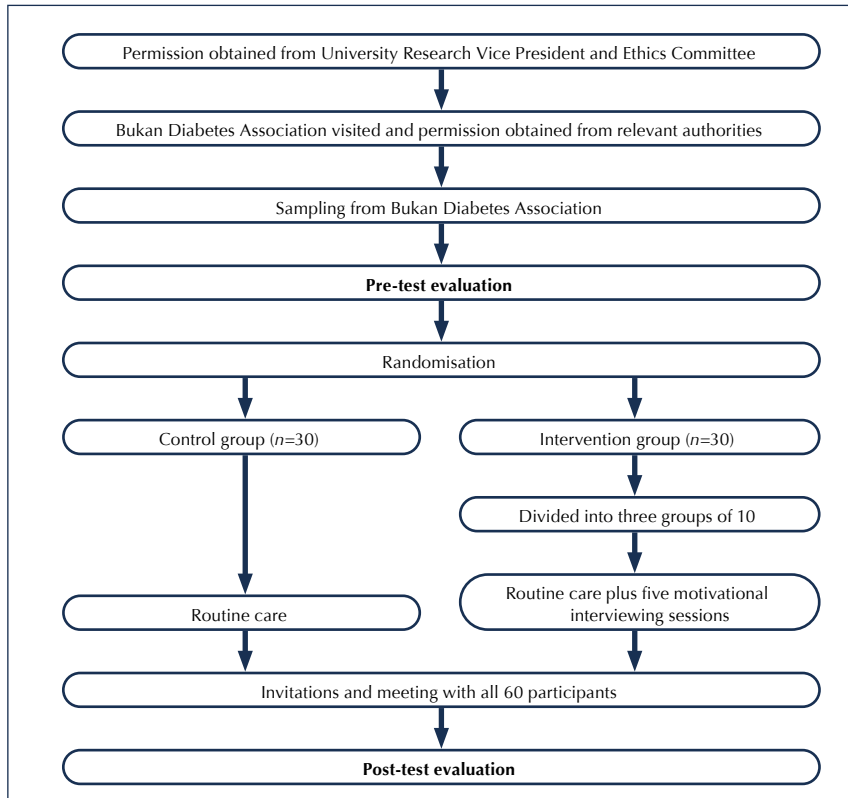 Permission obtained from University Research Vice President and Ethics Committee
Bukan Diabetes Association visited and permission obtained from relevant authorities
Sampling from Bukan Diabetes Association
Pre-test evaluation
Randomisation
Control group (n=30)
Intervention group (n=30)
Divided into three groups of 10
Routine care
Routine care plus five motivational
interviewing sessions
Invitations and meeting with all 60 participants
Post-test evaluation